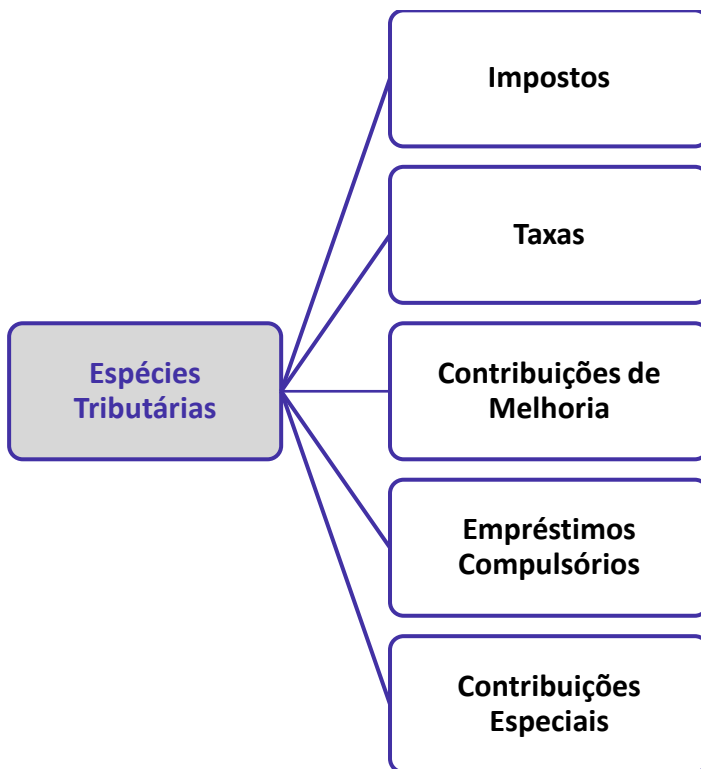 Impostos
Taxas
Espécies
Tributárias
Contribuições de
Melhoria
Empréstimos
Compulsórios
Contribuições
Especiais